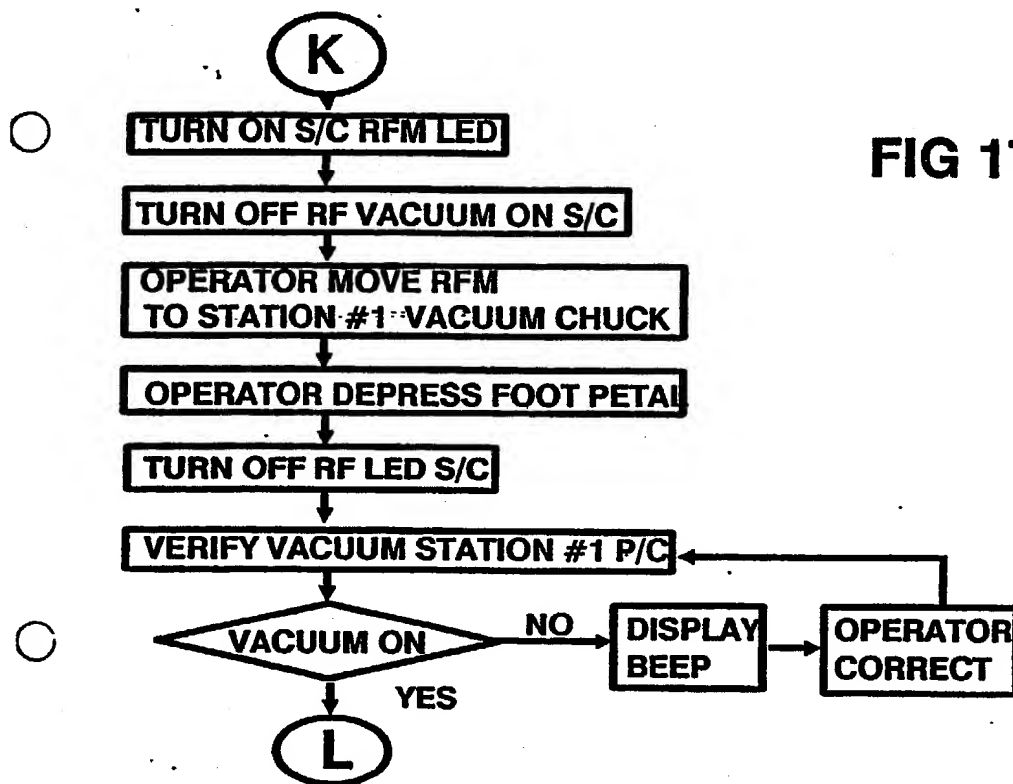 K
FIG 1
TURN ON S/C RFM LED
TURN OFF RF VACUUM ON S/C
OPERATOR MOVE RFM
TO STATION #1 VACUUM CHUCK
OPERATOR DEPRESS FOOT PETAL
TURN OFF RF LED S/C
VERIFY VACUUM STATION #1 P/C
VACUUM ON
NO
DISPLAY
BEEP
OPERATOR
CORRECT
YES
L